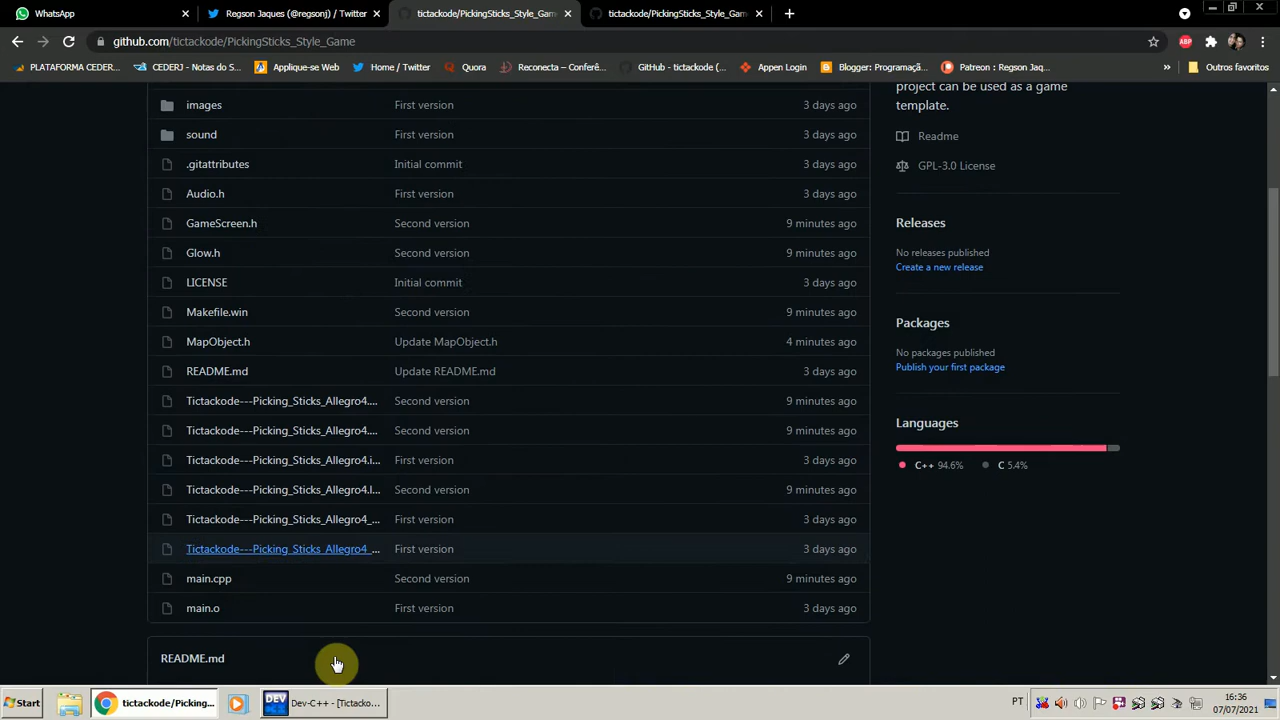 WhatsApp
Regson Jaques (@regsonj) / Twitter
tictackode/PickingSticks_Style_Gam
tictackode/PickingSticks_Style_Gam
github.com/tictackode/PickingSticks_Style_Game
ABP
PLATAFORMA CEDER...
CEDERJ - Notas do S...
Applique-se Web
Home / Twitter
Quora
Reconecta – Conferê...
GitHub - tictackode (...
Appen Login
Blogger: Programaçã...
Patreon : Regson Jaq...
»
Outros favoritos
images First version 3 days ago
sound First version 3 days ago
.gitattributes Initial commit 3 days ago
Audio.h First version 3 days ago
GameScreen.h Second version 9 minutes ago
Glow.h Second version 9 minutes ago
LICENSE Initial commit 3 days ago
Makefile.win Second version 9 minutes ago
MapObject.h Update MapObject.h 4 minutes ago
README.md Update README.md 3 days ago
Tictackode---Picking_Sticks_Allegro4.... Second version 9 minutes ago
Tictackode---Picking_Sticks_Allegro4.... Second version 9 minutes ago
Tictackode---Picking_Sticks_Allegro4.i... First version 3 days ago
Tictackode---Picking_Sticks_Allegro4.l... Second version 9 minutes ago
Tictackode---Picking_Sticks_Allegro4_... First version 3 days ago
Tictackode---Picking_Sticks_Allegro4_... First version 3 days ago
main.cpp Second version 9 minutes ago
main.o First version 3 days ago
README.md
project can be used as a game
template.
Readme
GPL-3.0 License
Releases
No releases published
Create a new release
Packages
No packages published
Publish your first package
Languages
C++ 94.6% C 5.4%
Start
tictackode/Picking...
DEV
Dev-C++ - [Tictacko...
PT
16:36
07/07/2021